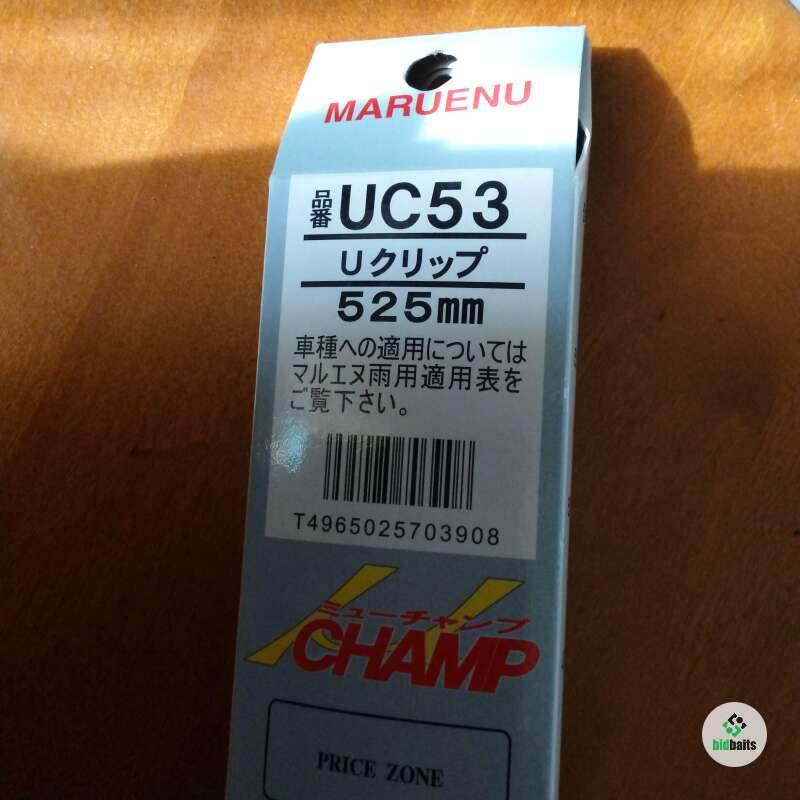 MARUENU
品番 UC53
Uクリップ
525㎜
車種への適用については
マルエヌ雨用適用表を
ご覧下さい。
T4965025703908
ミューチャンプ
CHAMP
PRICE ZONE
bidbaits